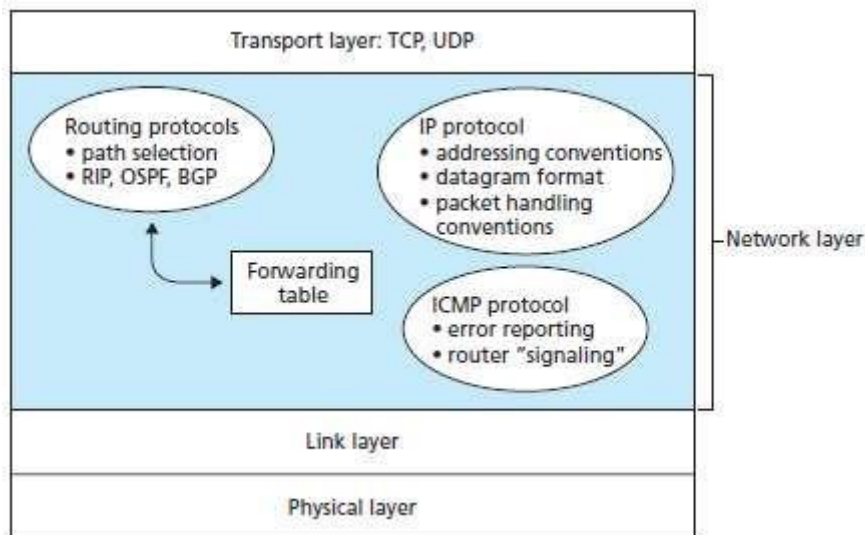 Transport layer: TCP, UDP
Routing protocols
• path selection
• RIP, OSPF, BGP
IP protocol
• addressing conventions
• datagram format
• packet handling
conventions
Network layer
Forwarding
table
ICMP protocol
• error reporting
• router ”signaling”
Link layer
Physical layer